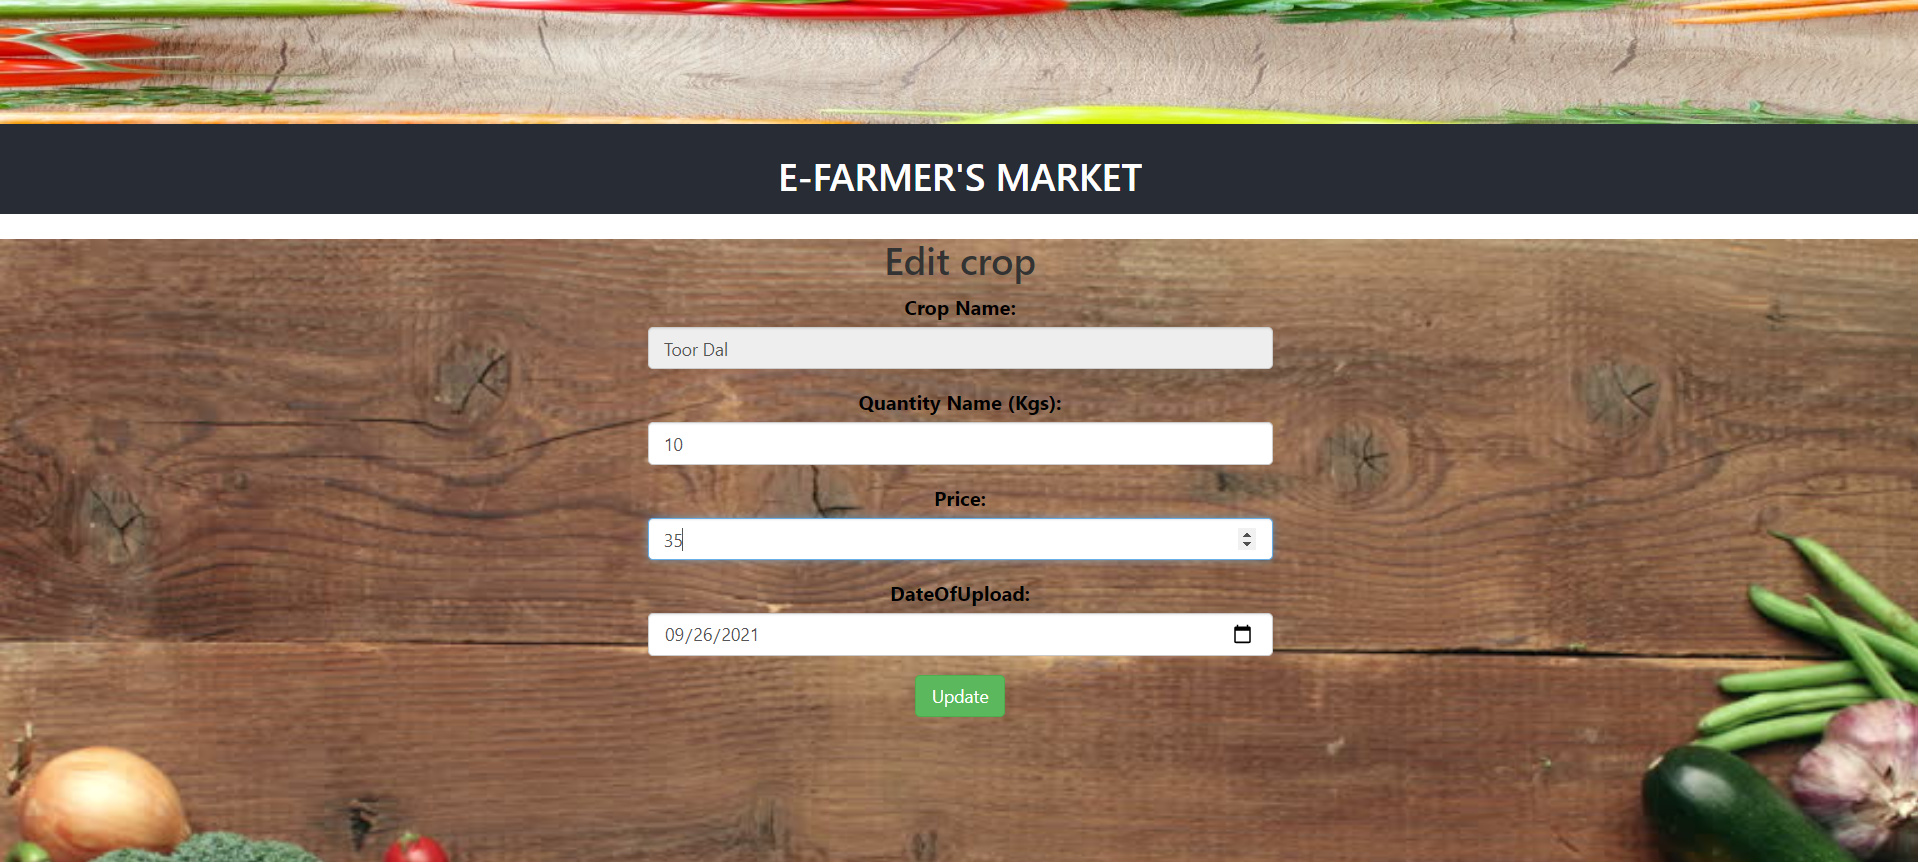 E-FARMER'S MARKET
Edit crop
Crop Name:
Toor Dal
Quantity Name (Kgs):
10
Price:
35
DateOfUpload:
09/26/2021
Update